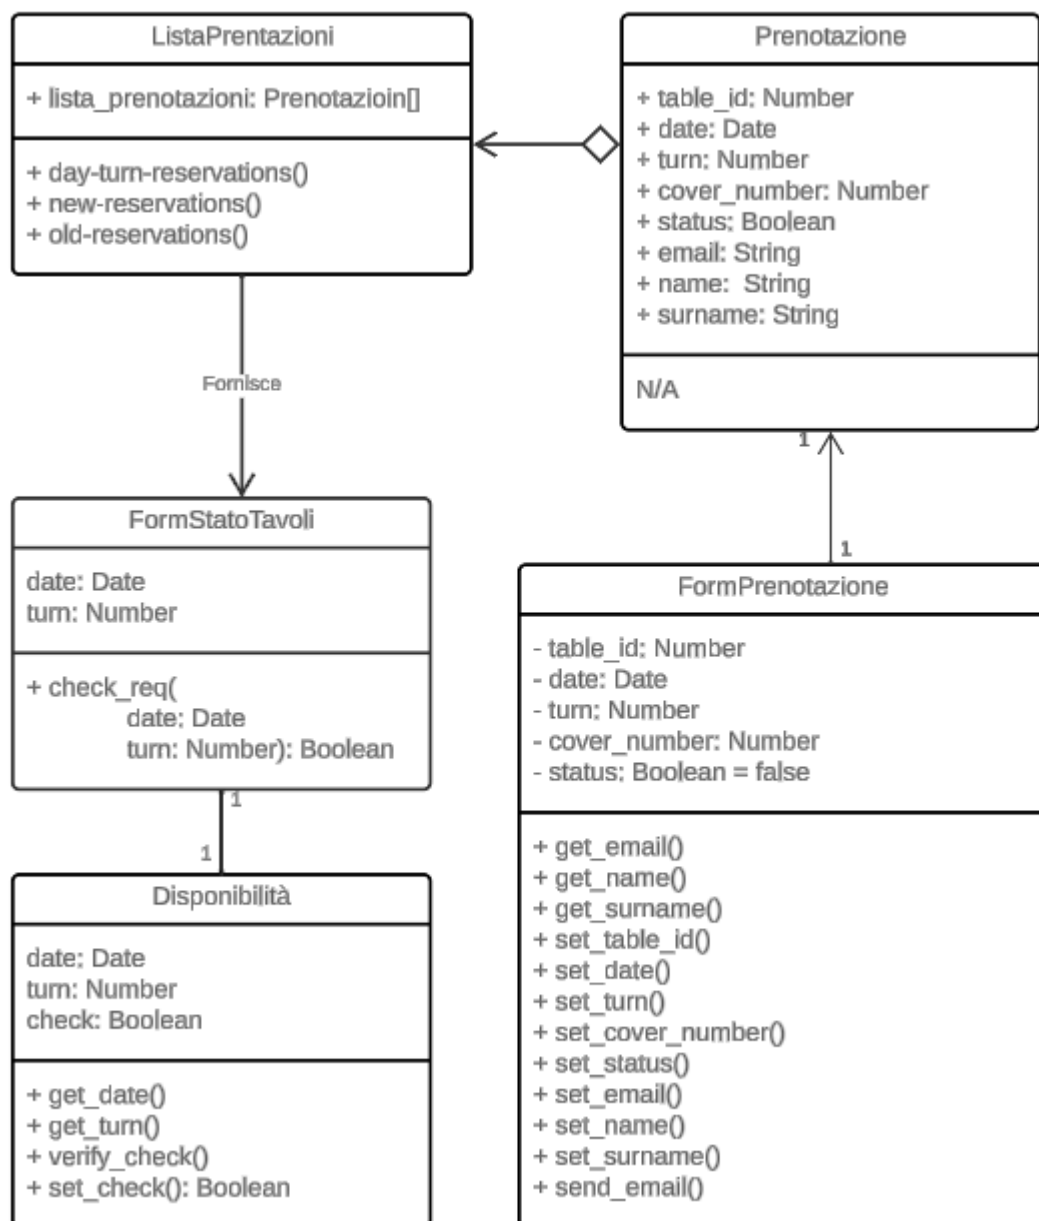 ListaPrentazioni
+ lista_prenotazioni: Prenotazioin[]
+ day-turn-reservations()
+ new-reservations()
+ old-reservations()
Prenotazione
+ table_id: Number
+ date: Date
+ turn: Number
+ cover_number: Number
+ status: Boolean
+ email: String
+ name:  String
+ surname: String
N/A
Fornisce
1
1
FormStatoTavoli
date: Date
turn: Number
+ check_req(
date: Date
turn: Number): Boolean
1
1
Disponibilità
date: Date
turn: Number
check: Boolean
+ get_date()
+ get_turn()
+ verify_check()
+ set_check(): Boolean
FormPrenotazione
- table_id: Number
- date: Date
- turn: Number
- cover_number: Number
- status: Boolean = false
+ get_email()
+ get_name()
+ get_surname()
+ set_table_id()
+ set_date()
+ set_turn()
+ set_cover_number()
+ set_status()
+ set_email()
+ set_name()
+ set_surname()
+ send_email()